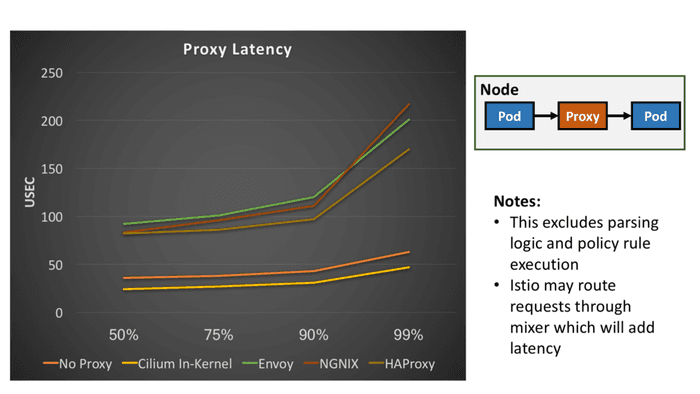 Proxy Latency
250
200
150
100
50
0
USEC
50% 75% 90% 99%
No Proxy Cilium In-Kernel Envoy NGNIX HAProxy
Node
Pod Proxy Pod
Notes:
• This excludes parsing
logic and policy rule
execution
• Istio may route
requests through
mixer which will add
latency